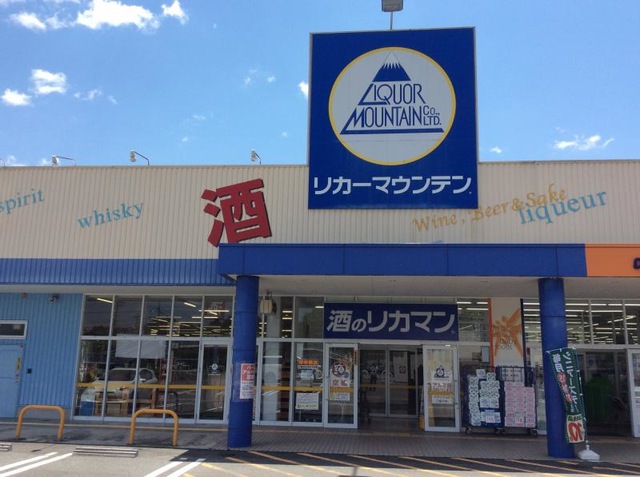 LIQUOR
MOUNTAIN CO., LTD.
リカーマウンテン
spirit
whisky
酒
Wine, Beer & Sake
liqueur
酒のリカマン